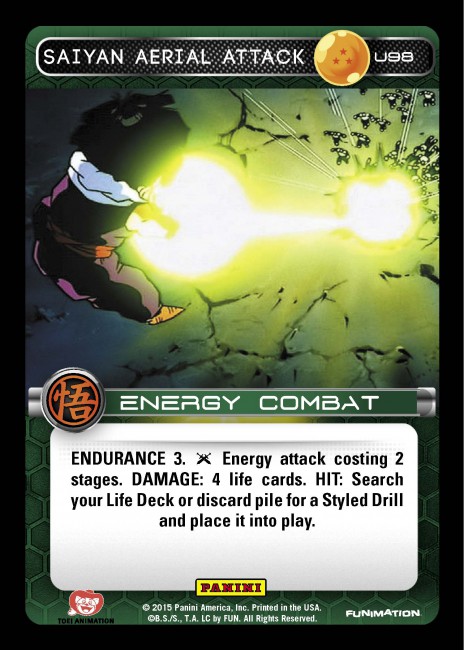 SAIYAN AERIAL ATTACK U98
悟 ENERGY COMBAT
ENDURANCE 3. Energy attack costing 2
stages. DAMAGE: 4 life cards. HIT: Search
your Life Deck or discard pile for a Styled Drill
and place it into play.
PANINI
© 2015 Panini America, Inc. Printed in the USA.
©B.S./S., T.A. LC by FUN. All Rights Reserved.
TOEI ANIMATION
FUNIMATION